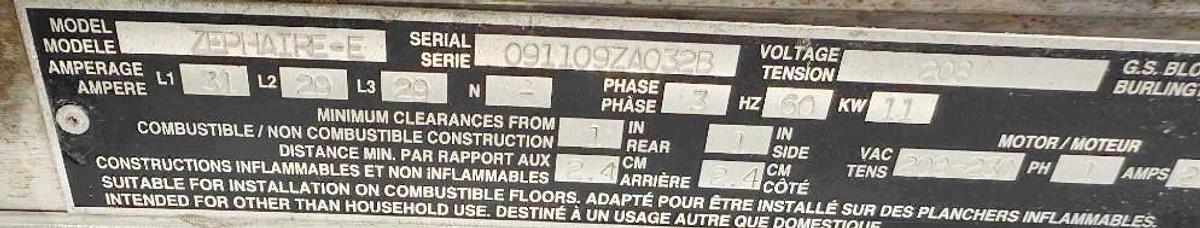 MODEL MODELE ZEPHAIRE-E SERIAL SERIE 091109ZA032B VOLTAGE TENSION 208 G.S. BLO BURLING
AMPERAGE AMPERE L1 31 L2 29 L3 29 N - PHASE PHÀSE 3 HZ 60 KW 11
MINIMUM CLEARANCES FROM COMBUSTIBLE / NON COMBUSTIBLE CONSTRUCTION 1 IN REAR 1 IN SIDE MOTOR / MOTEUR
DISTANCE MIN. PAR RAPPORT AUX CONSTRUCTIONS INFLAMMABLES ET NON INFLAMMABLES 2.4 CM ARRIÈRE 2.4 CM CÔTÉ VAC TENS 208-230 PH 1 AMPS
SUITABLE FOR INSTALLATION ON COMBUSTIBLE FLOORS. ADAPTÉ POUR ÊTRE INSTALLÉ SUR DES PLANCHERS INFLAMMABLES.
INTENDED FOR OTHER THAN HOUSEHOLD USE. DESTINÉ À UN USAGE AUTRE QUE DOMESTIQUE